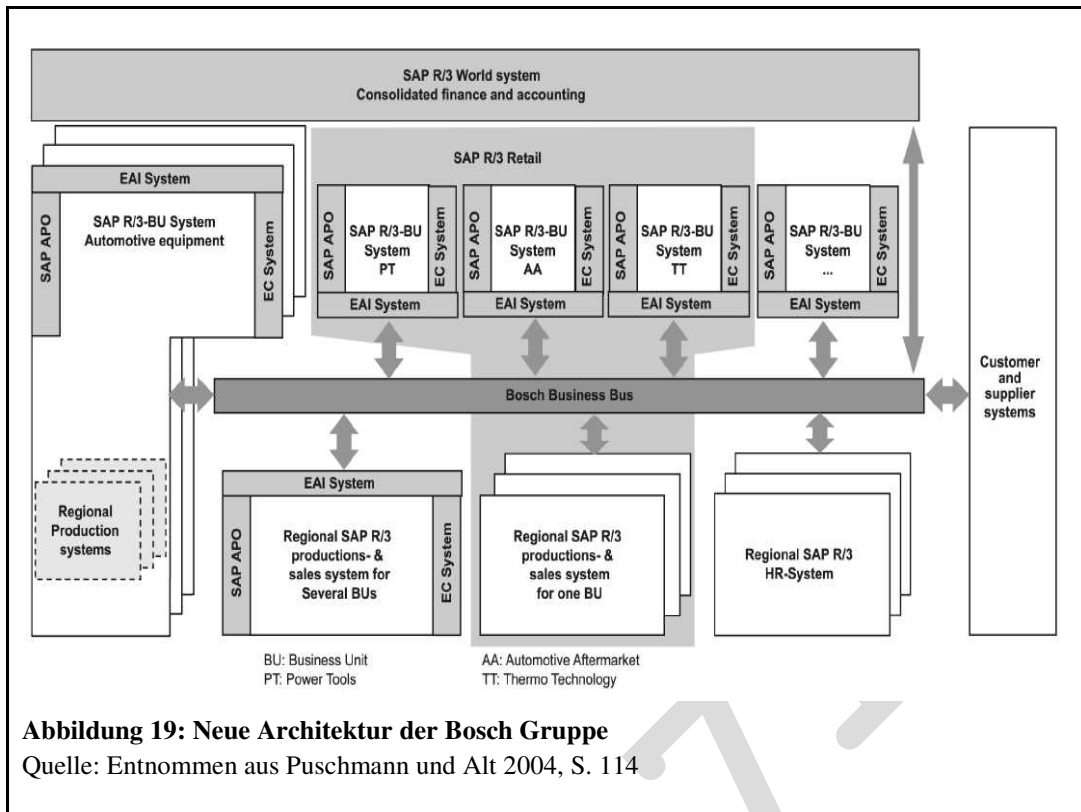 SAP R/3 World system
Consolidated finance and accounting
EAI System
SAP APO
SAP R/3-BU System
Automotive equipment
EC System
Regional
Production
systems
SAP R/3 Retail
SAP APO
SAP R/3-BU
System
PT
EC System
EAI System
SAP APO
SAP R/3-BU
System
AA
EC System
EAI System
SAP APO
SAP R/3-BU
System
TT
EC System
EAI System
SAP APO
SAP R/3-BU
System
...
EC System
EAI System
Bosch Business Bus
Customer
and
supplier
systems
EAI System
SAP APO
Regional SAP R/3
productions- &
sales system for
Several BUs
EC System
Regional SAP R/3
productions- &
sales system
for one BU
Regional SAP R/3
HR-System
BU: Business Unit
PT: Power Tools
AA: Automotive Aftermarket
TT: Thermo Technology
Abbildung 19: Neue Architektur der Bosch Gruppe
Quelle: Entnommen aus Puschmann und Alt 2004, S. 114